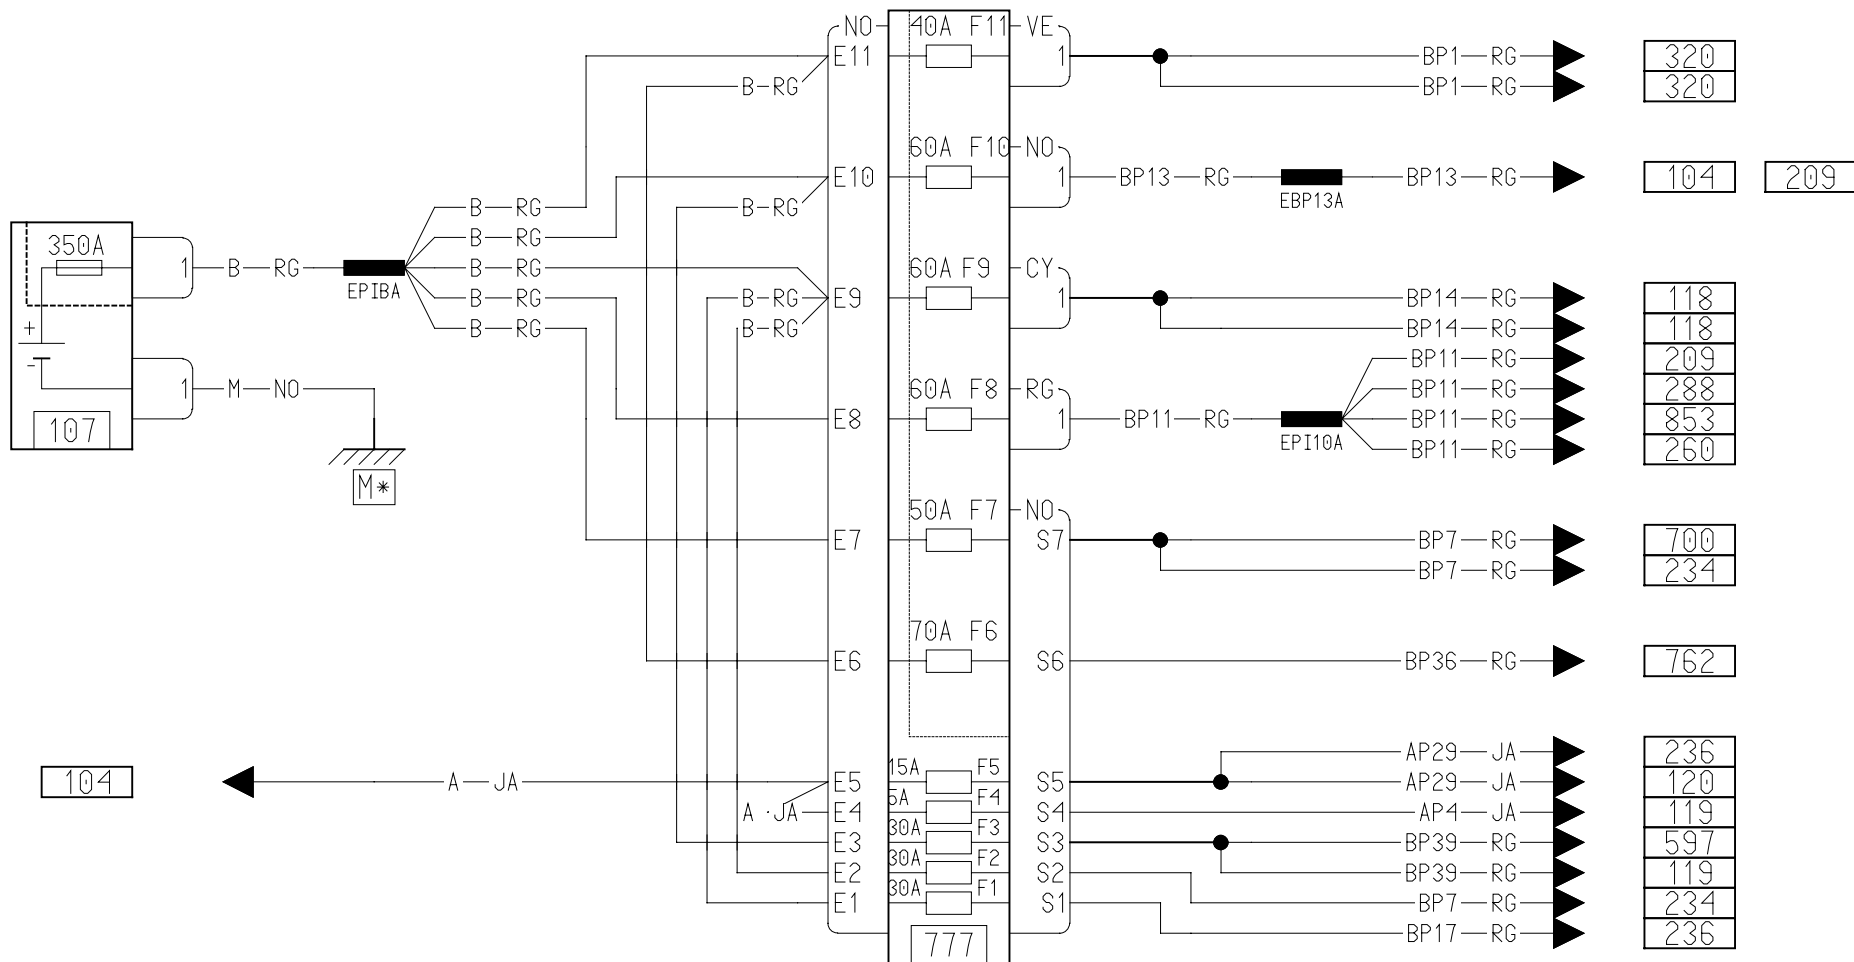 NO 40A F11 VE
E11 1 BP1 RG 320
B RG BP1 RG 320
60A F10 NO
E10 1 BP13 RG EBP13A BP13 RG 104 209
B RG B RG
B RG
350A 1 B RG EPIBA B RG 60A F9 CY
B RG B RG E9 1 BP14 RG 118
B RG B RG BP14 RG 118
+
-
BP11 RG 209
1 M NO 60A F8 RG BP11 RG 288
107 E8 1 BP11 RG EPI10A BP11 RG 853
BP11 RG 260
M*
50A F7 NO
E7 S7 BP7 RG 700
BP7 RG 234
70A F6
E6 S6 BP36 RG 762
AP29 JA 236
104 A JA E5 15A F5 S5 AP29 JA 120
A JA E4 5A F4 S4 AP4 JA 119
E3 30A F3 S3 BP39 RG 597
E2 30A F2 S2 BP39 RG 119
E1 30A F1 S1 BP7 RG 234
BP17 RG 236
777